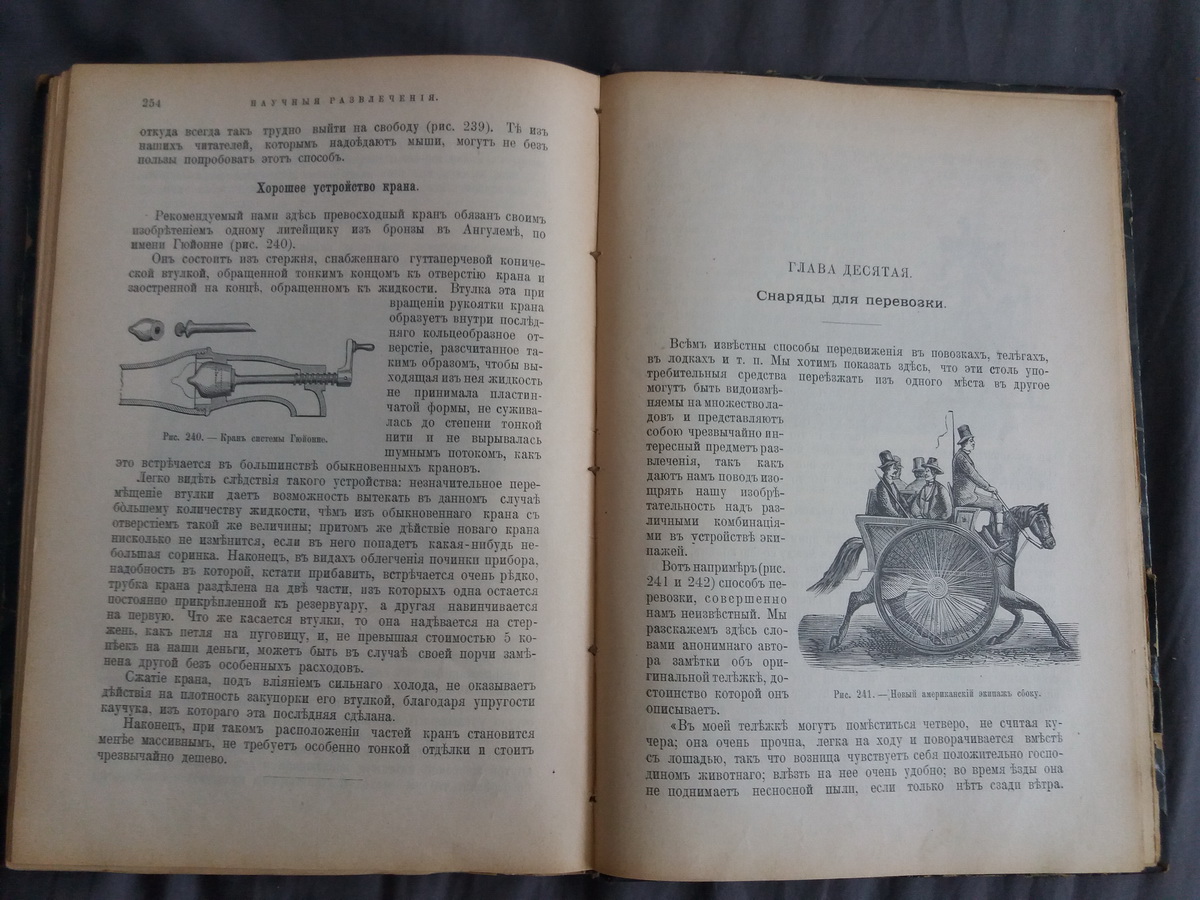 254
НАУЧНЫЯ РАЗВЛЕЧЕНІЯ.
откуда всегда такъ трудно выйти на свободу (рис. 239). Тѣ изъ
нашихъ читателей, которымъ надоѣдаютъ мыши, могутъ не безъ
пользы попробовать этотъ способъ.
Хорошее устройство крана.
Рекомендуемый нами здѣсь превосходный кранъ обязанъ своимъ
изобрѣтеніемъ одному литейщику изъ бронзы въ Ангулемѣ, по
имени Гюйонне (рис. 240).
Онъ состоитъ изъ стержня, снабженнаго гуттаперчевой кониче-
ской втулкой, обращенной тонкимъ концомъ къ отверстію крана и
заостренной на концѣ, обращенномъ къ жидкости. Втулка эта при
вращеніи рукоятки крана
образуетъ внутри послѣд-
няго кольцеобразное от-
верстіе, разсчитанное та-
кимъ образомъ, чтобы вы-
ходящая изъ нея жидкость
не принимала пластин-
чатой формы, не сужива-
лась до степени тонкой
нити и не вырывалась
шумнымъ потокомъ, какъ
Рис. 240. — Кранъ системы Гюйонне.
это встрѣчается въ большинствѣ обыкновенныхъ крановъ.
Легко видѣть слѣдствія такого устройства: незначительное пере-
мѣщеніе втулки даетъ возможность вытекать въ данномъ случаѣ
бо́льшему количеству жидкости, чѣмъ изъ обыкновеннаго крана съ
отверстіемъ такой же величины; притомъ же дѣйствіе новаго крана
нисколько не измѣнится, если въ него попадетъ какая-нибудь не-
большая соринка. Наконецъ, въ видахъ облегченія починки прибора,
надобность въ которой, кстати прибавить, встрѣчается очень рѣдко,
трубка крана раздѣлена на двѣ части, изъ которыхъ одна остается
постоянно прикрѣпленной къ резервуару, а другая навинчивается
на первую. Что же касается втулки, то она надѣвается на стер-
жень, какъ петля на пуговицу, и, не превышая стоимостью 5 ко-
пѣекъ на наши деньги, можетъ быть въ случаѣ своей порчи замѣ-
нена другой безъ особенныхъ расходовъ.
Сжатіе крана, подъ вліяніемъ сильнаго холода, не оказываетъ
дѣйствія на плотность закупорки его втулкой, благодаря упругости
каучука, изъ котораго эта послѣдняя сдѣлана.
Наконецъ, при такомъ расположеніи частей кранъ становится
менѣе массивнымъ, не требуетъ особенно тонкой отдѣлки и стоитъ
чрезвычайно дешево.
ГЛАВА ДЕСЯТАЯ.
Снаряды для перевозки.
Всѣмъ извѣстны способы передвиженія въ повозкахъ, телѣгахъ,
въ лодкахъ и т. п. Мы хотимъ показать здѣсь, что эти столь упо-
требительныя средства переѣзжать изъ одного мѣста въ другое
могутъ быть видоизмѣ-
няемы на множество ла-
довъ и представляютъ
собою чрезвычайно ин-
тересный предметъ раз-
влеченія, такъ какъ
даютъ намъ поводъ изо-
щрять нашу изобрѣ-
тательность надъ раз-
личными комбинація-
ми въ устройствѣ эки-
пажей.
Вотъ напримѣръ (рис.
241 и 242) способъ пе-
ревозки, совершенно
намъ неизвѣстный. Мы
разскажемъ здѣсь сло-
вами анонимнаго авто-
ра замѣтки объ ори-
гинальной телѣжкѣ, до-
стоинство которой онъ
описываетъ.
Рис. 241. — Новый американскій экипажъ сбоку.
«Въ моей телѣжкѣ могутъ помѣститься четверо, не считая ку-
чера; она очень прочна, легка на ходу и поворачивается вмѣстѣ
съ лошадью, такъ что возница чувствуетъ себя положительно госпо-
диномъ животнаго; влѣзть на нее очень удобно; во время ѣзды она
не поднимаетъ несносной пыли, если только нѣтъ сзади вѣтра.